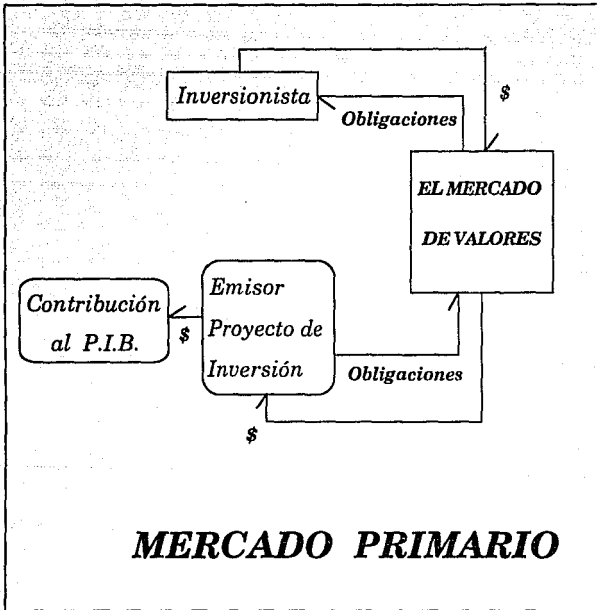 Inversionista
$
Obligaciones
EL MERCADO
DE VALORES
Emisor
Proyecto de
Inversión
Contribución
al P.I.B.
$
Obligaciones
$
MERCADO PRIMARIO